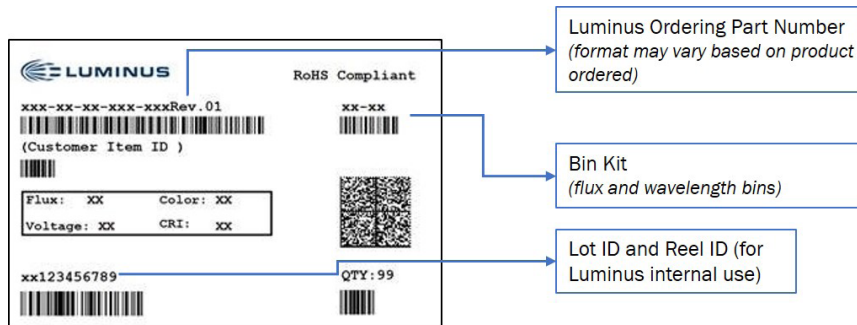 LUMINUS
RoHS Compliant
xxx-xx-xx-xxx-xxxRev.01
xx-xx
(Customer Item ID )
Flux: XX Color: XX
Voltage: XX CRI: XX
xx123456789
QTY:99
Luminus Ordering Part Number
(format may vary based on product
ordered)
Bin Kit
(flux and wavelength bins)
Lot ID and Reel ID (for
Luminus internal use)